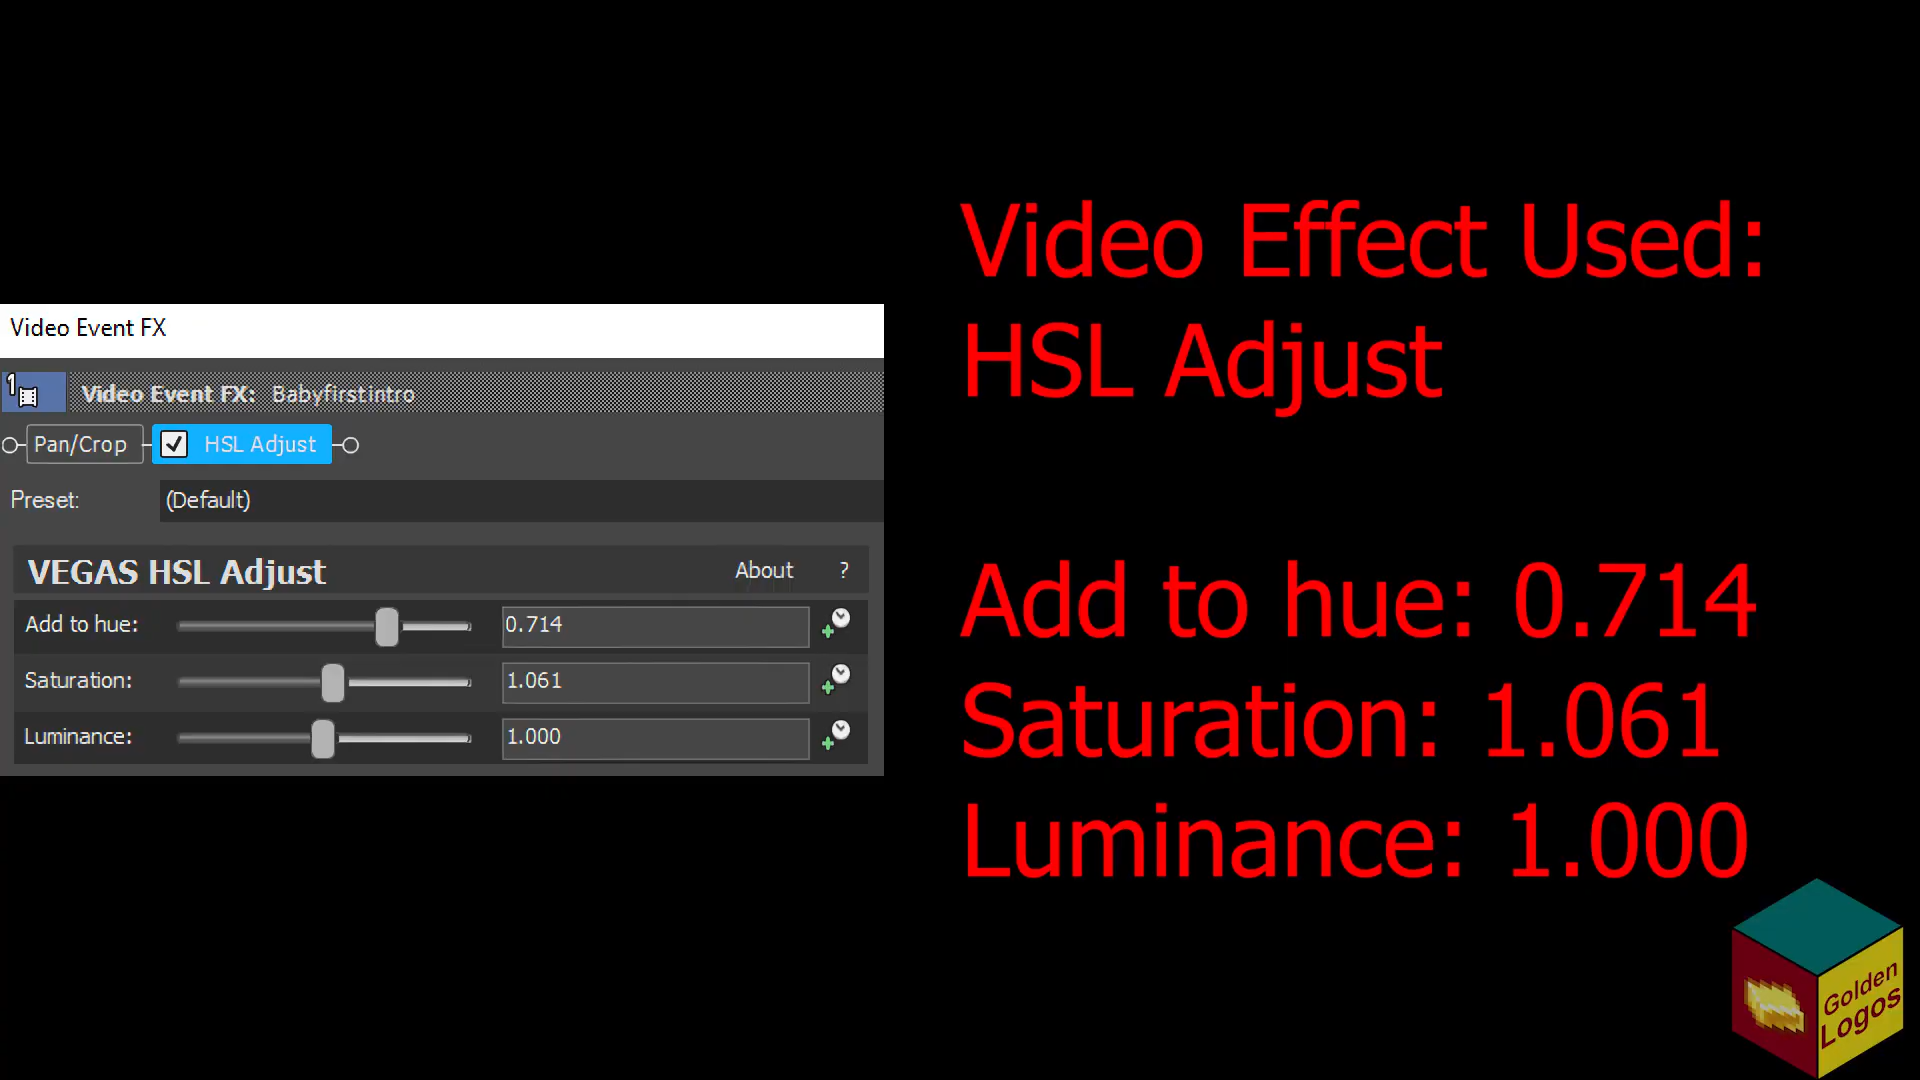 Video Event FX
1
Video Event FX: Babyfirstintro
Pan/Crop
HSL Adjust
Preset:
(Default)
VEGAS HSL Adjust
About
?
Add to hue:
0.714
Saturation:
1.061
Luminance:
1.000
Video Effect Used:
HSL Adjust
Add to hue: 0.714
Saturation: 1.061
Luminance: 1.000
Golden
Logos